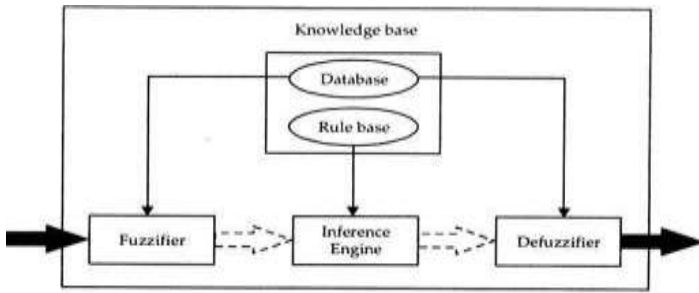 Knowledge base
Database
Rule base
Fuzzifier
Inference
Engine
Defuzzifier